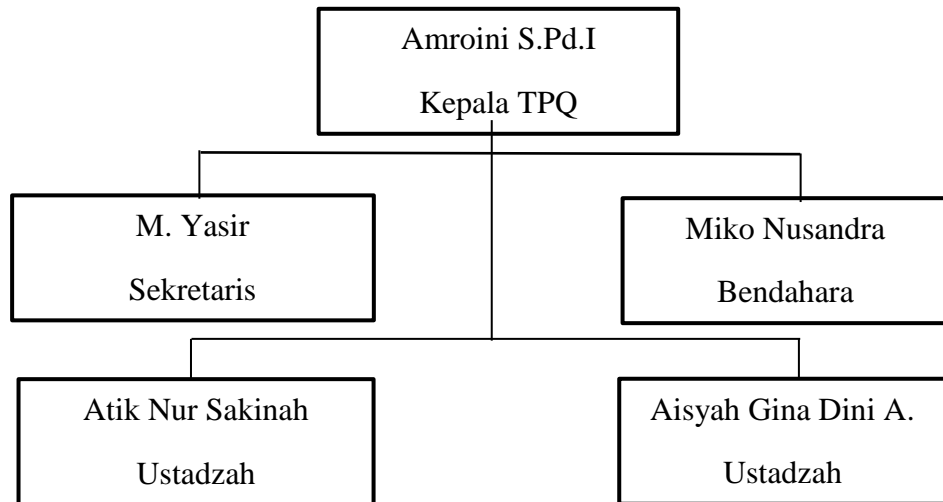 Amroini S.Pd.I
Kepala TPQ
M. Yasir
Sekretaris
Miko Nusandra
Bendahara
Atik Nur Sakinah
Ustadzah
Aisyah Gina Dini A.
Ustadzah